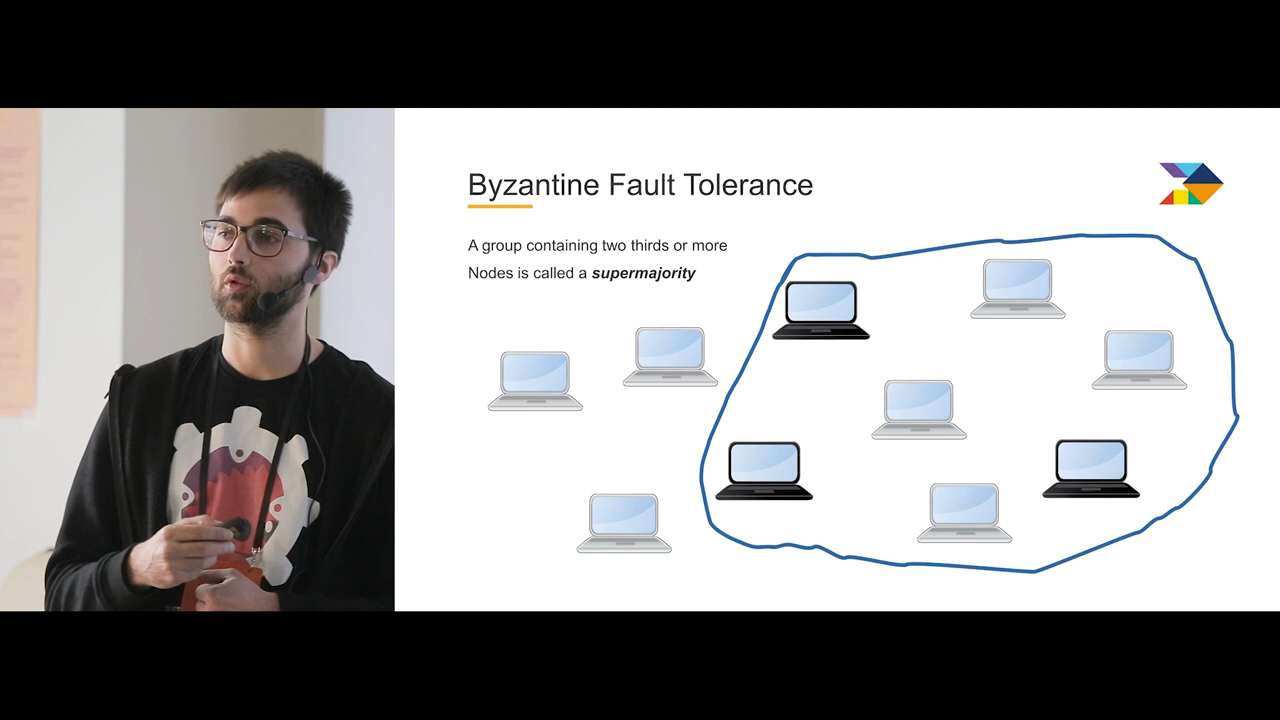 Byzantine Fault Tolerance
A group containing two thirds or more
Nodes is called a supermajority